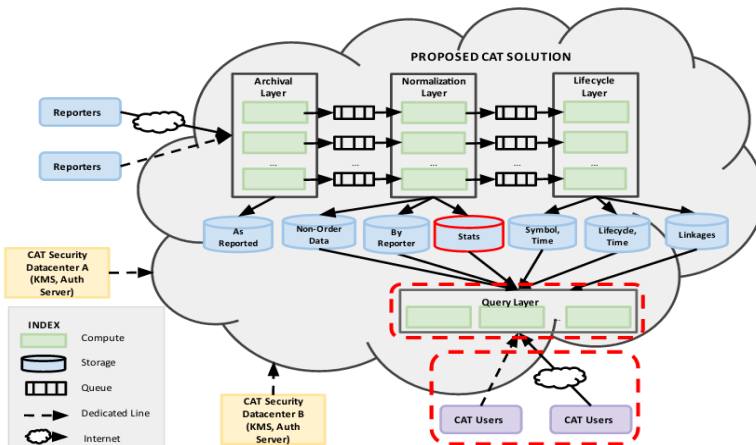 PROPOSED CAT SOLUTION
Archival
Layer
Normalization
Layer
Lifecycle
Layer
Reporters
Reporters
...
...
...
...
...
As
Reported
Non-Order
Data
By
Reporter
Stats
Symbol,
Time
Lifecycle,
Time
Linkages
CAT Security
Datacenter A
(KMS, Auth
Server)
Query Layer
...
INDEX
Compute
Storage
Queue
Dedicated Line
Internet
CAT Security
Datacenter B
(KMS, Auth
Server)
CAT Users
CAT Users